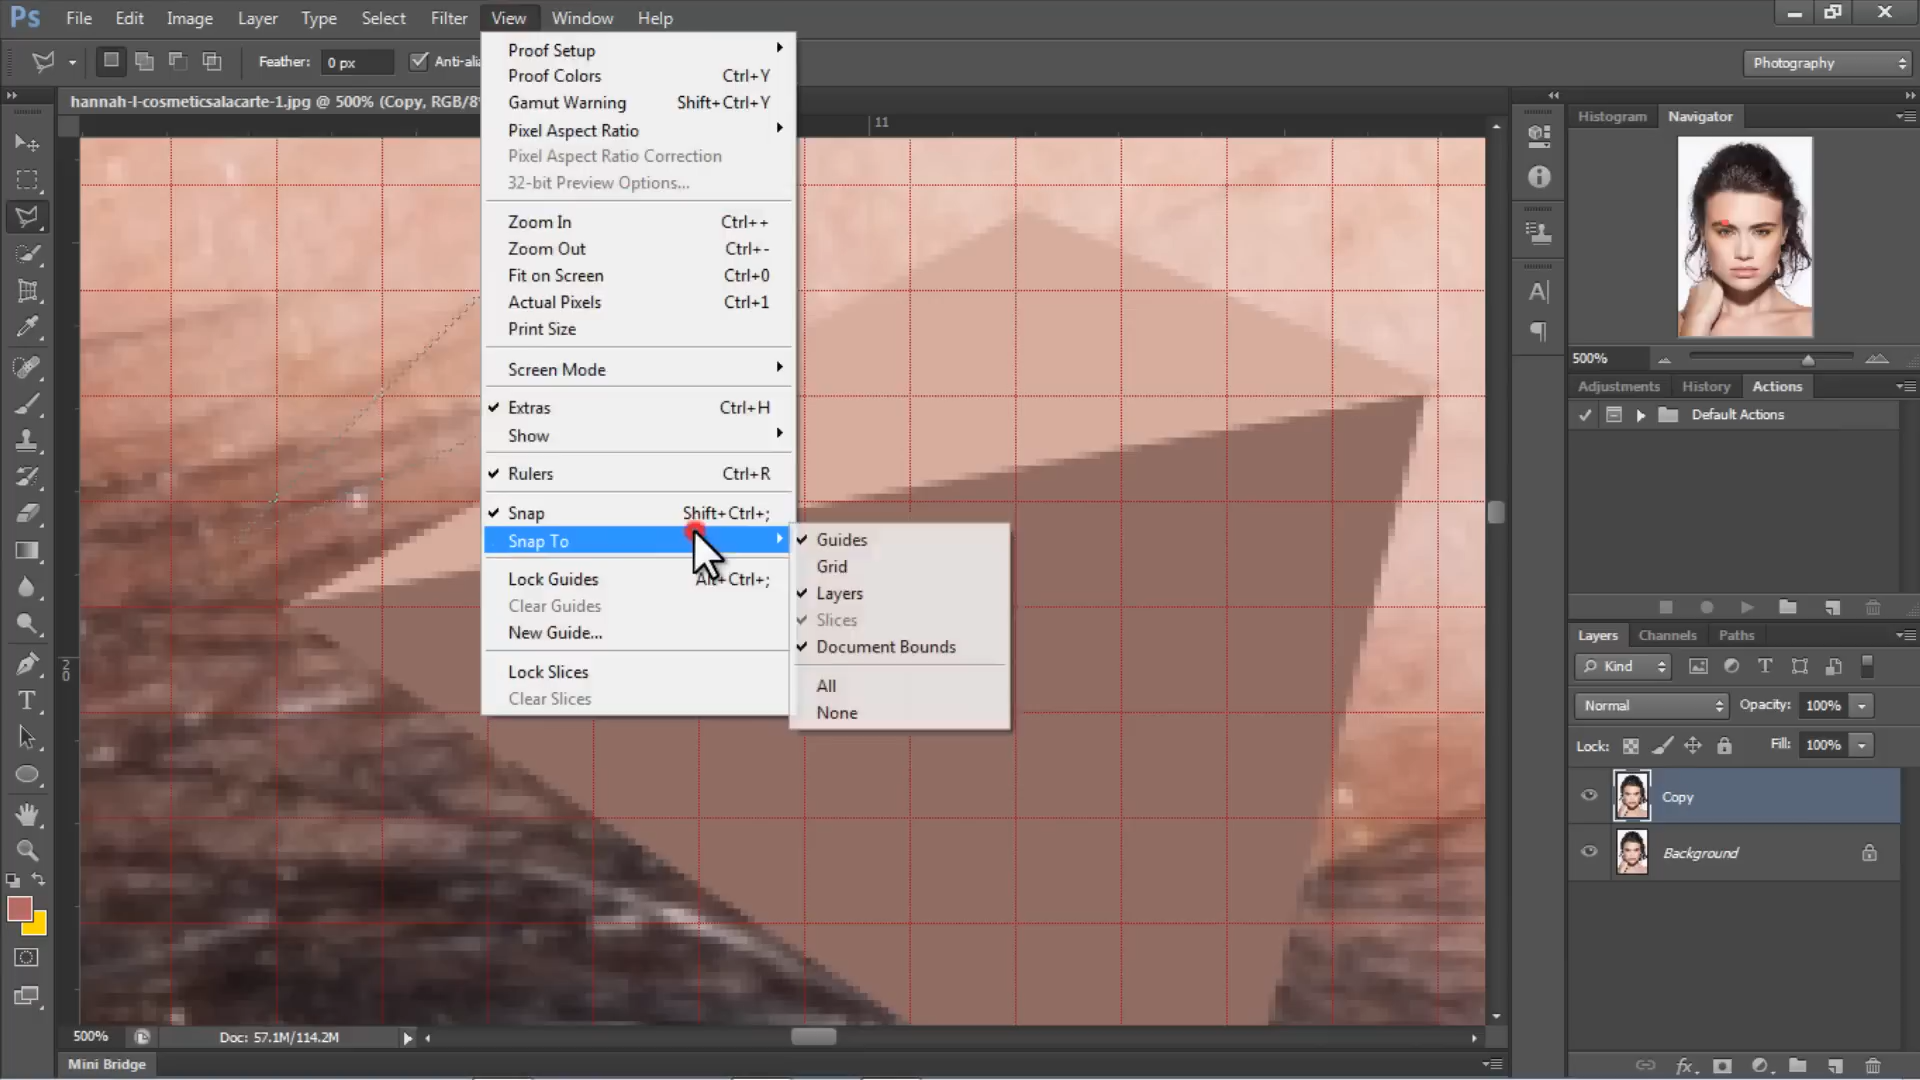 Ps File Edit Image Layer Type Select Filter View Window Help
Feather: 0 px Anti-alia
Photography
hannah-l-cosmeticsalacarte-1.jpg @ 500% (Copy, RGB/8
11
20
Proof Setup
Proof Colors Ctrl+Y
Gamut Warning Shift+Ctrl+Y
Pixel Aspect Ratio
Pixel Aspect Ratio Correction
32-bit Preview Options...
Zoom In Ctrl++
Zoom Out Ctrl+-
Fit on Screen Ctrl+0
Actual Pixels Ctrl+1
Print Size
Screen Mode
Extras Ctrl+H
Show
Rulers Ctrl+R
Snap Shift+Ctrl+;
Snap To
Lock Guides Alt+Ctrl+;
Clear Guides
New Guide...
Lock Slices
Clear Slices
Guides
Grid
Layers
Slices
Document Bounds
All
None
Histogram Navigator
500%
Adjustments History Actions
Default Actions
Layers Channels Paths
Kind
Normal Opacity: 100%
Lock: Fill: 100%
Copy
Background
500% Doc: 57.1M/114.2M
Mini Bridge